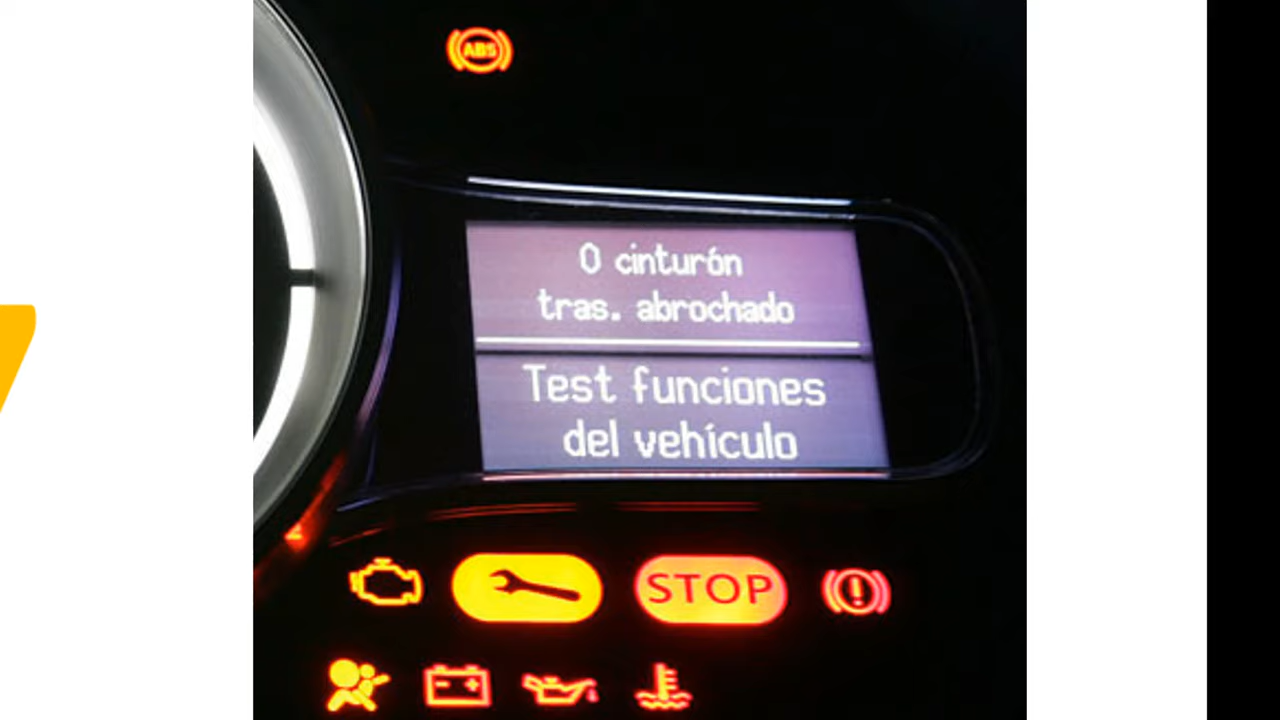 ABS
0 cinturón
tras. abrochado
Test funciones
del vehículo
STOP